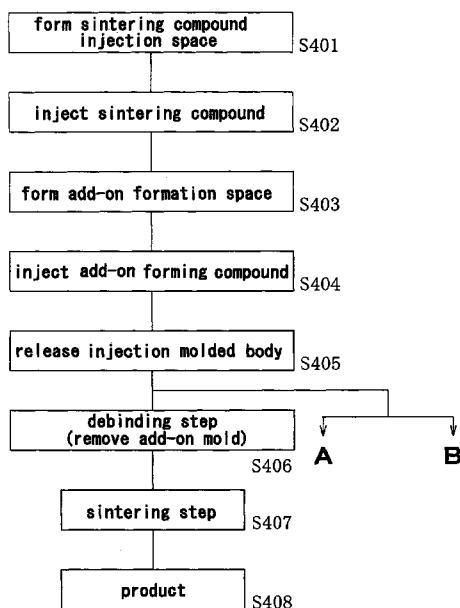 form sintering compound
injection space
S401
inject sintering compound
S402
form add-on formation space
S403
inject add-on forming compound
S404
release injection molded body
S405
debinding step
(remove add-on mold)
S406
A
B
sintering step
S407
product
S408